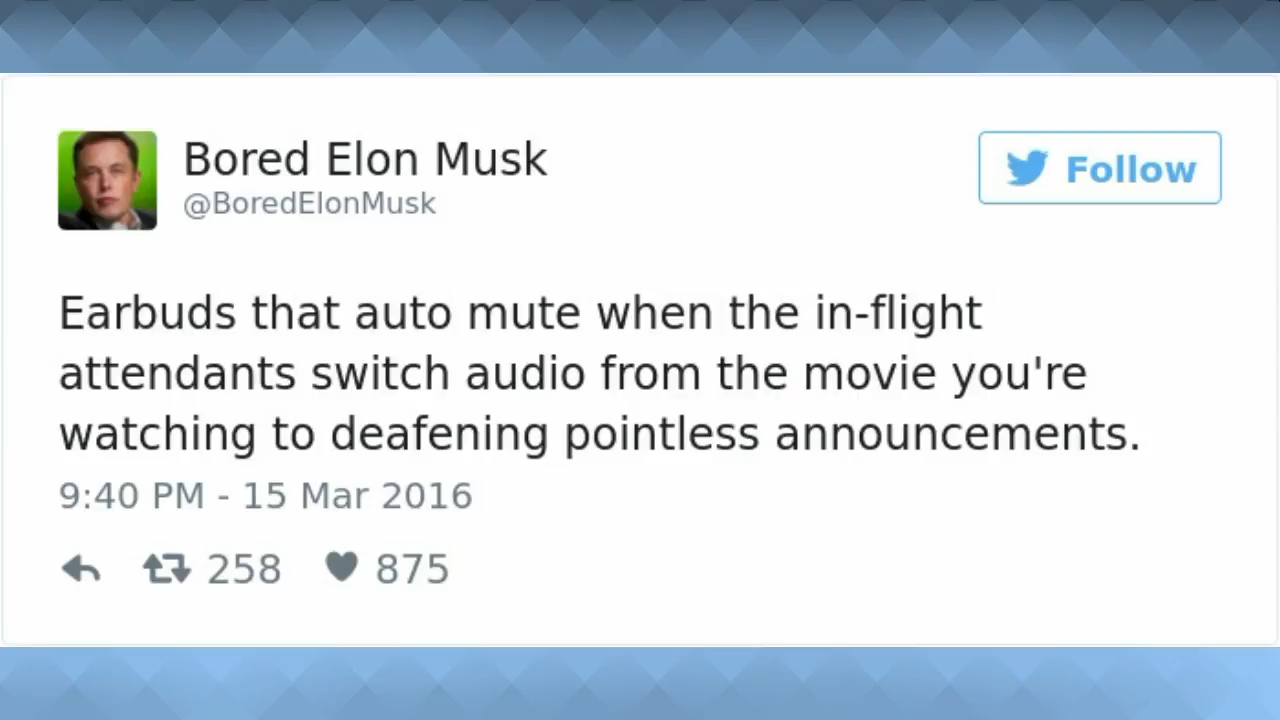 Bored Elon Musk
@BoredElonMusk
Follow
Earbuds that auto mute when the in-flight
attendants switch audio from the movie you're
watching to deafening pointless announcements.
9:40 PM - 15 Mar 2016
258 875